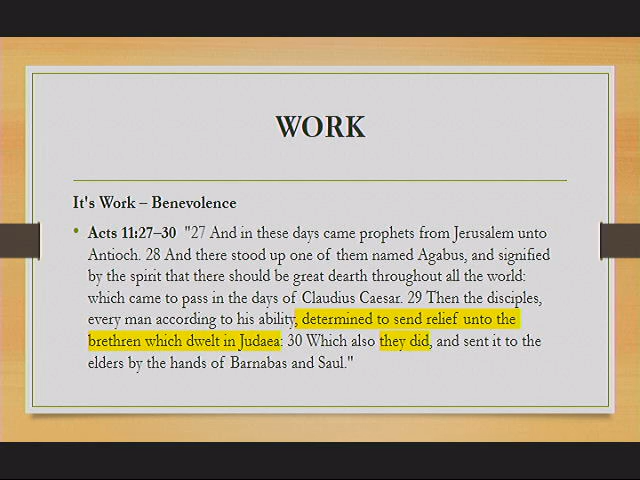 WORK
It's Work – Benevolence
• Acts 11:27–30 "27 And in these days came prophets from Jerusalem unto
Antioch. 28 And there stood up one of them named Agabus, and signified
by the spirit that there should be great dearth throughout all the world:
which came to pass in the days of Claudius Caesar. 29 Then the disciples,
every man according to his ability, determined to send relief unto the
brethren which dwelt in Judaea: 30 Which also they did, and sent it to the
elders by the hands of Barnabas and Saul."